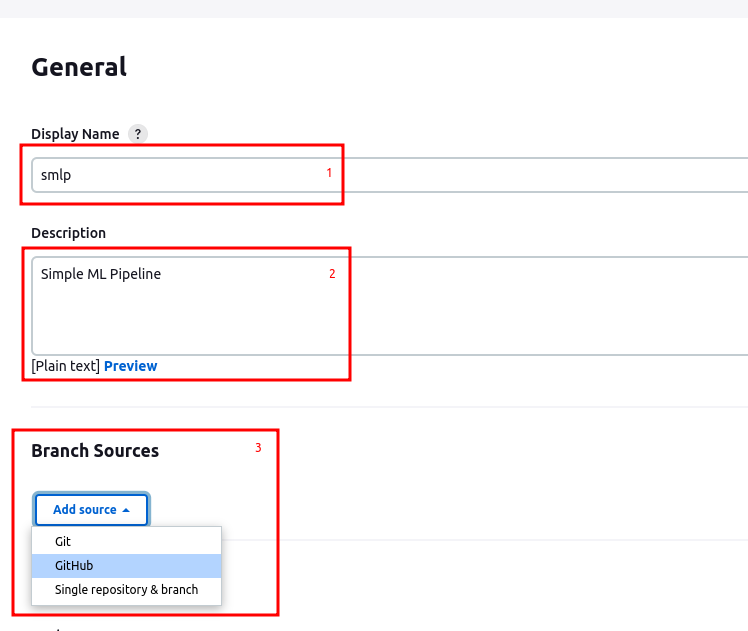 General
Display Name ?
smlp 1
Description
Simple ML Pipeline 2
[Plain text] Preview
Branch Sources 3
Add source
Git
GitHub
Single repository & branch